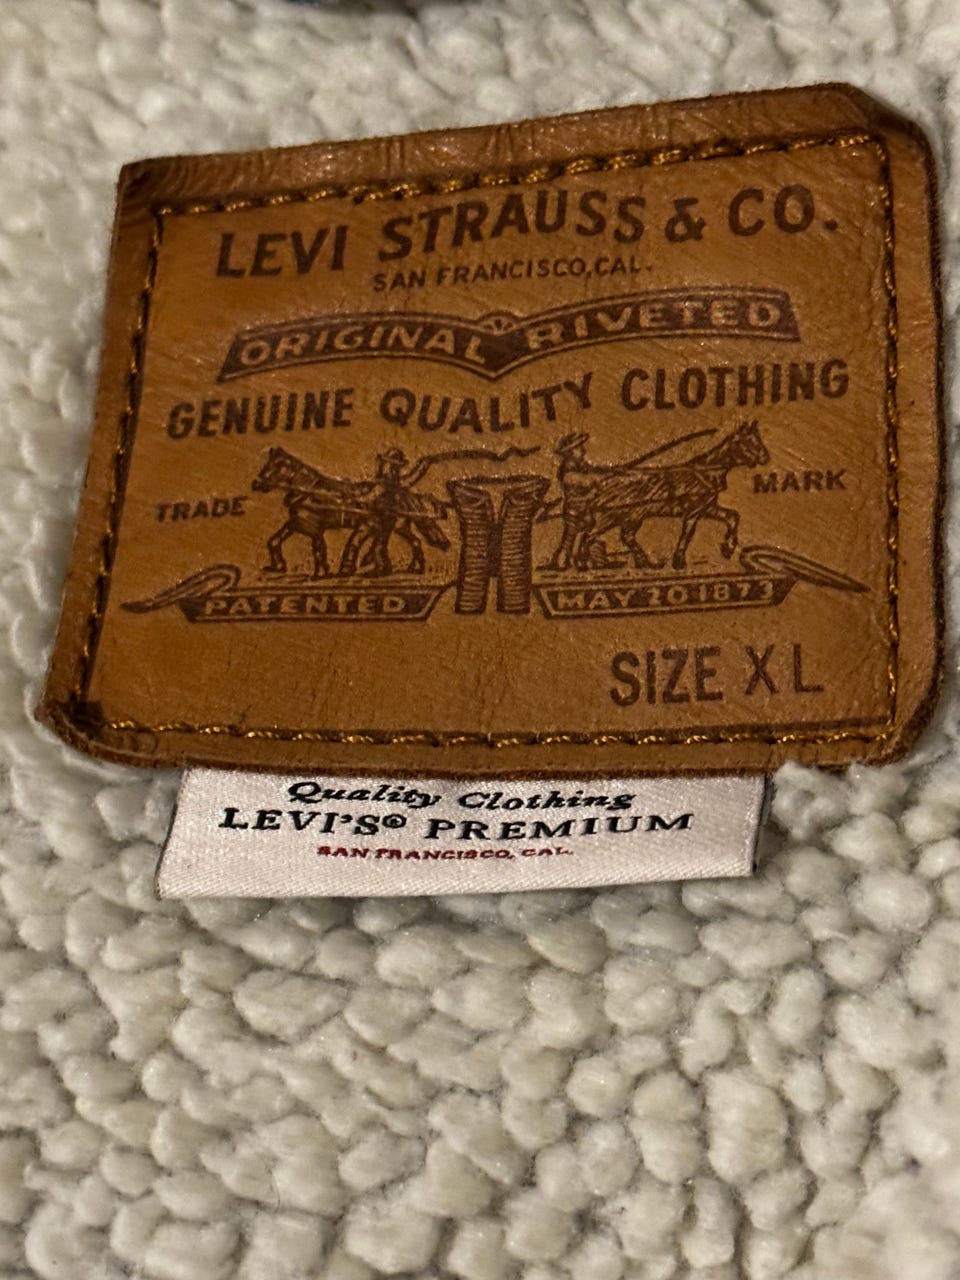 LEVI STRAUSS & CO.
SAN FRANCISCO, CAL.
ORIGINAL RIVETED
GENUINE QUALITY CLOTHING
TRADE MARK
PATENTED MAY 20 1873
SIZE XL
Quality Clothing
LEVI'S® PREMIUM
SAN FRANCISCO, CAL.